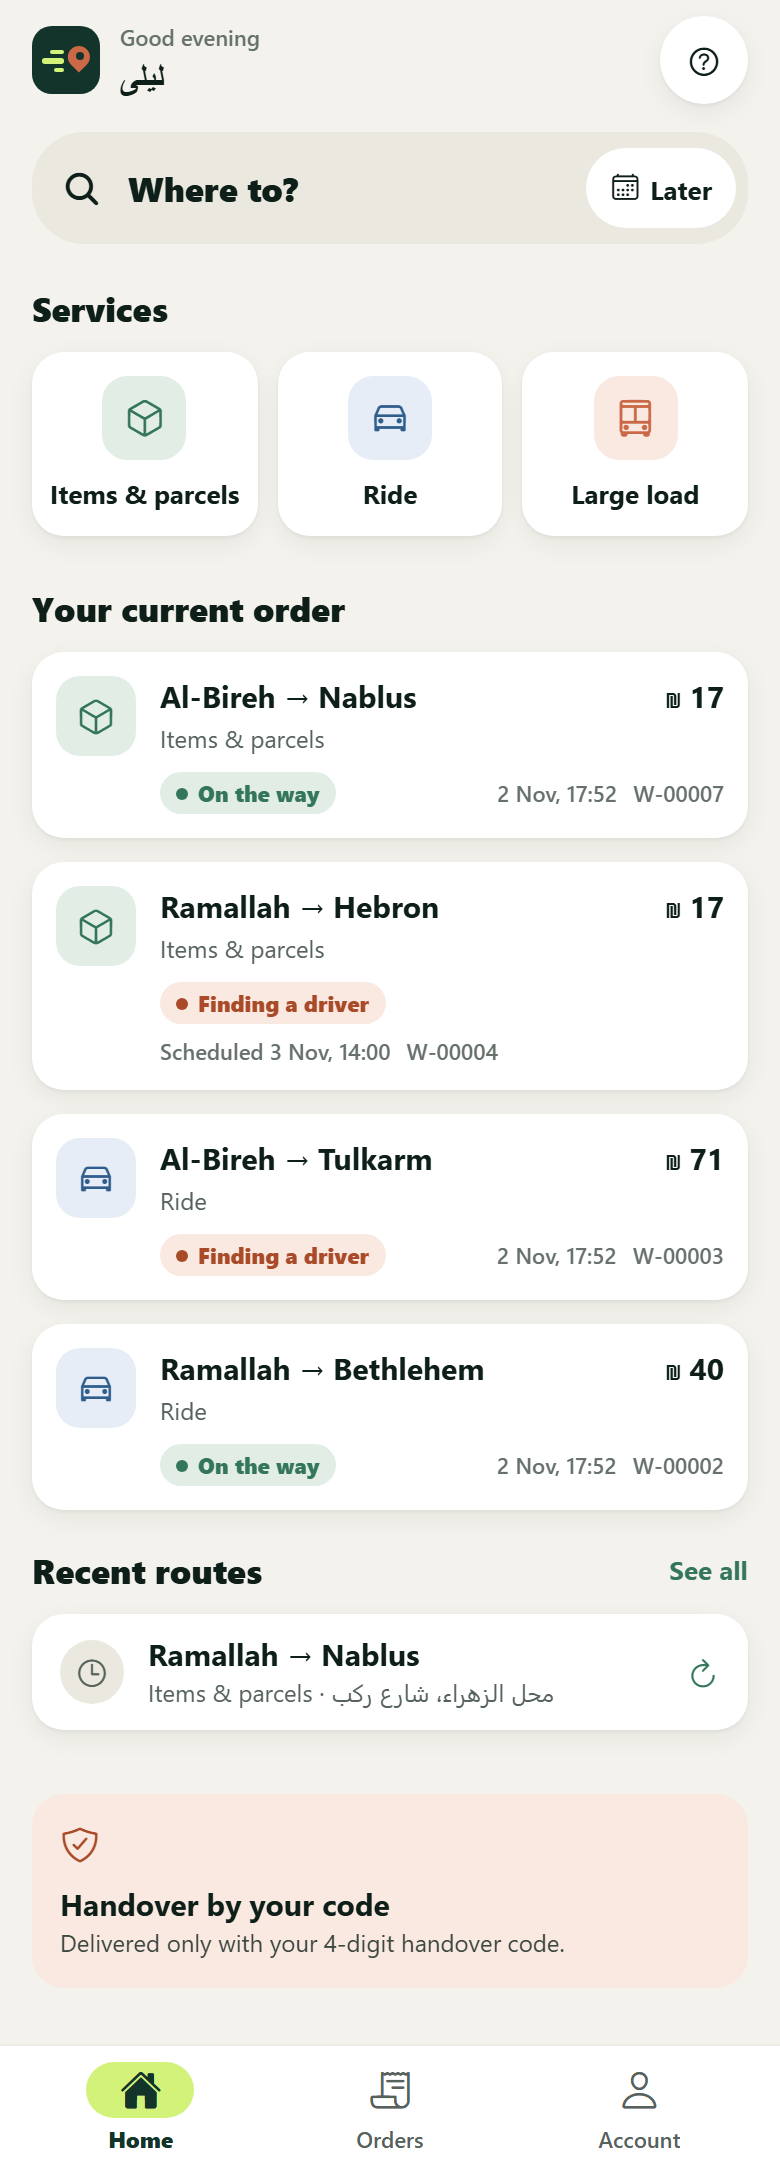 Good evening
ليلى
Where to?
Later
Services
Items & parcels
Ride
Large load
Your current order
Al-Bireh → Nablus
₪ 17
Items & parcels
On the way
2 Nov, 17:52 W-00007
Ramallah → Hebron
₪ 17
Items & parcels
Finding a driver
Scheduled 3 Nov, 14:00 W-00004
Al-Bireh → Tulkarm
₪ 71
Ride
Finding a driver
2 Nov, 17:52 W-00003
Ramallah → Bethlehem
₪ 40
Ride
On the way
2 Nov, 17:52 W-00002
Recent routes
See all
Ramallah → Nablus
Items & parcels · محل الزهراء، شارع ركب
Handover by your code
Delivered only with your 4-digit handover code.
Home
Orders
Account